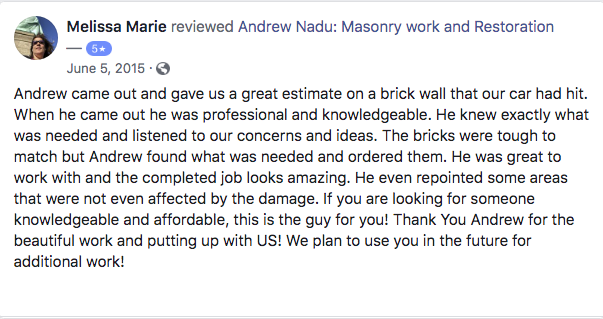 Melissa Marie reviewed Andrew Nadu: Masonry work and Restoration
— 5★
June 5, 2015 ·
Andrew came out and gave us a great estimate on a brick wall that our car had hit.
When he came out he was professional and knowledgeable. He knew exactly what
was needed and listened to our concerns and ideas. The bricks were tough to
match but Andrew found what was needed and ordered them. He was great to
work with and the completed job looks amazing. He even repointed some areas
that were not even affected by the damage. If you are looking for someone
knowledgeable and affordable, this is the guy for you! Thank You Andrew for the
beautiful work and putting up with US! We plan to use you in the future for
additional work!